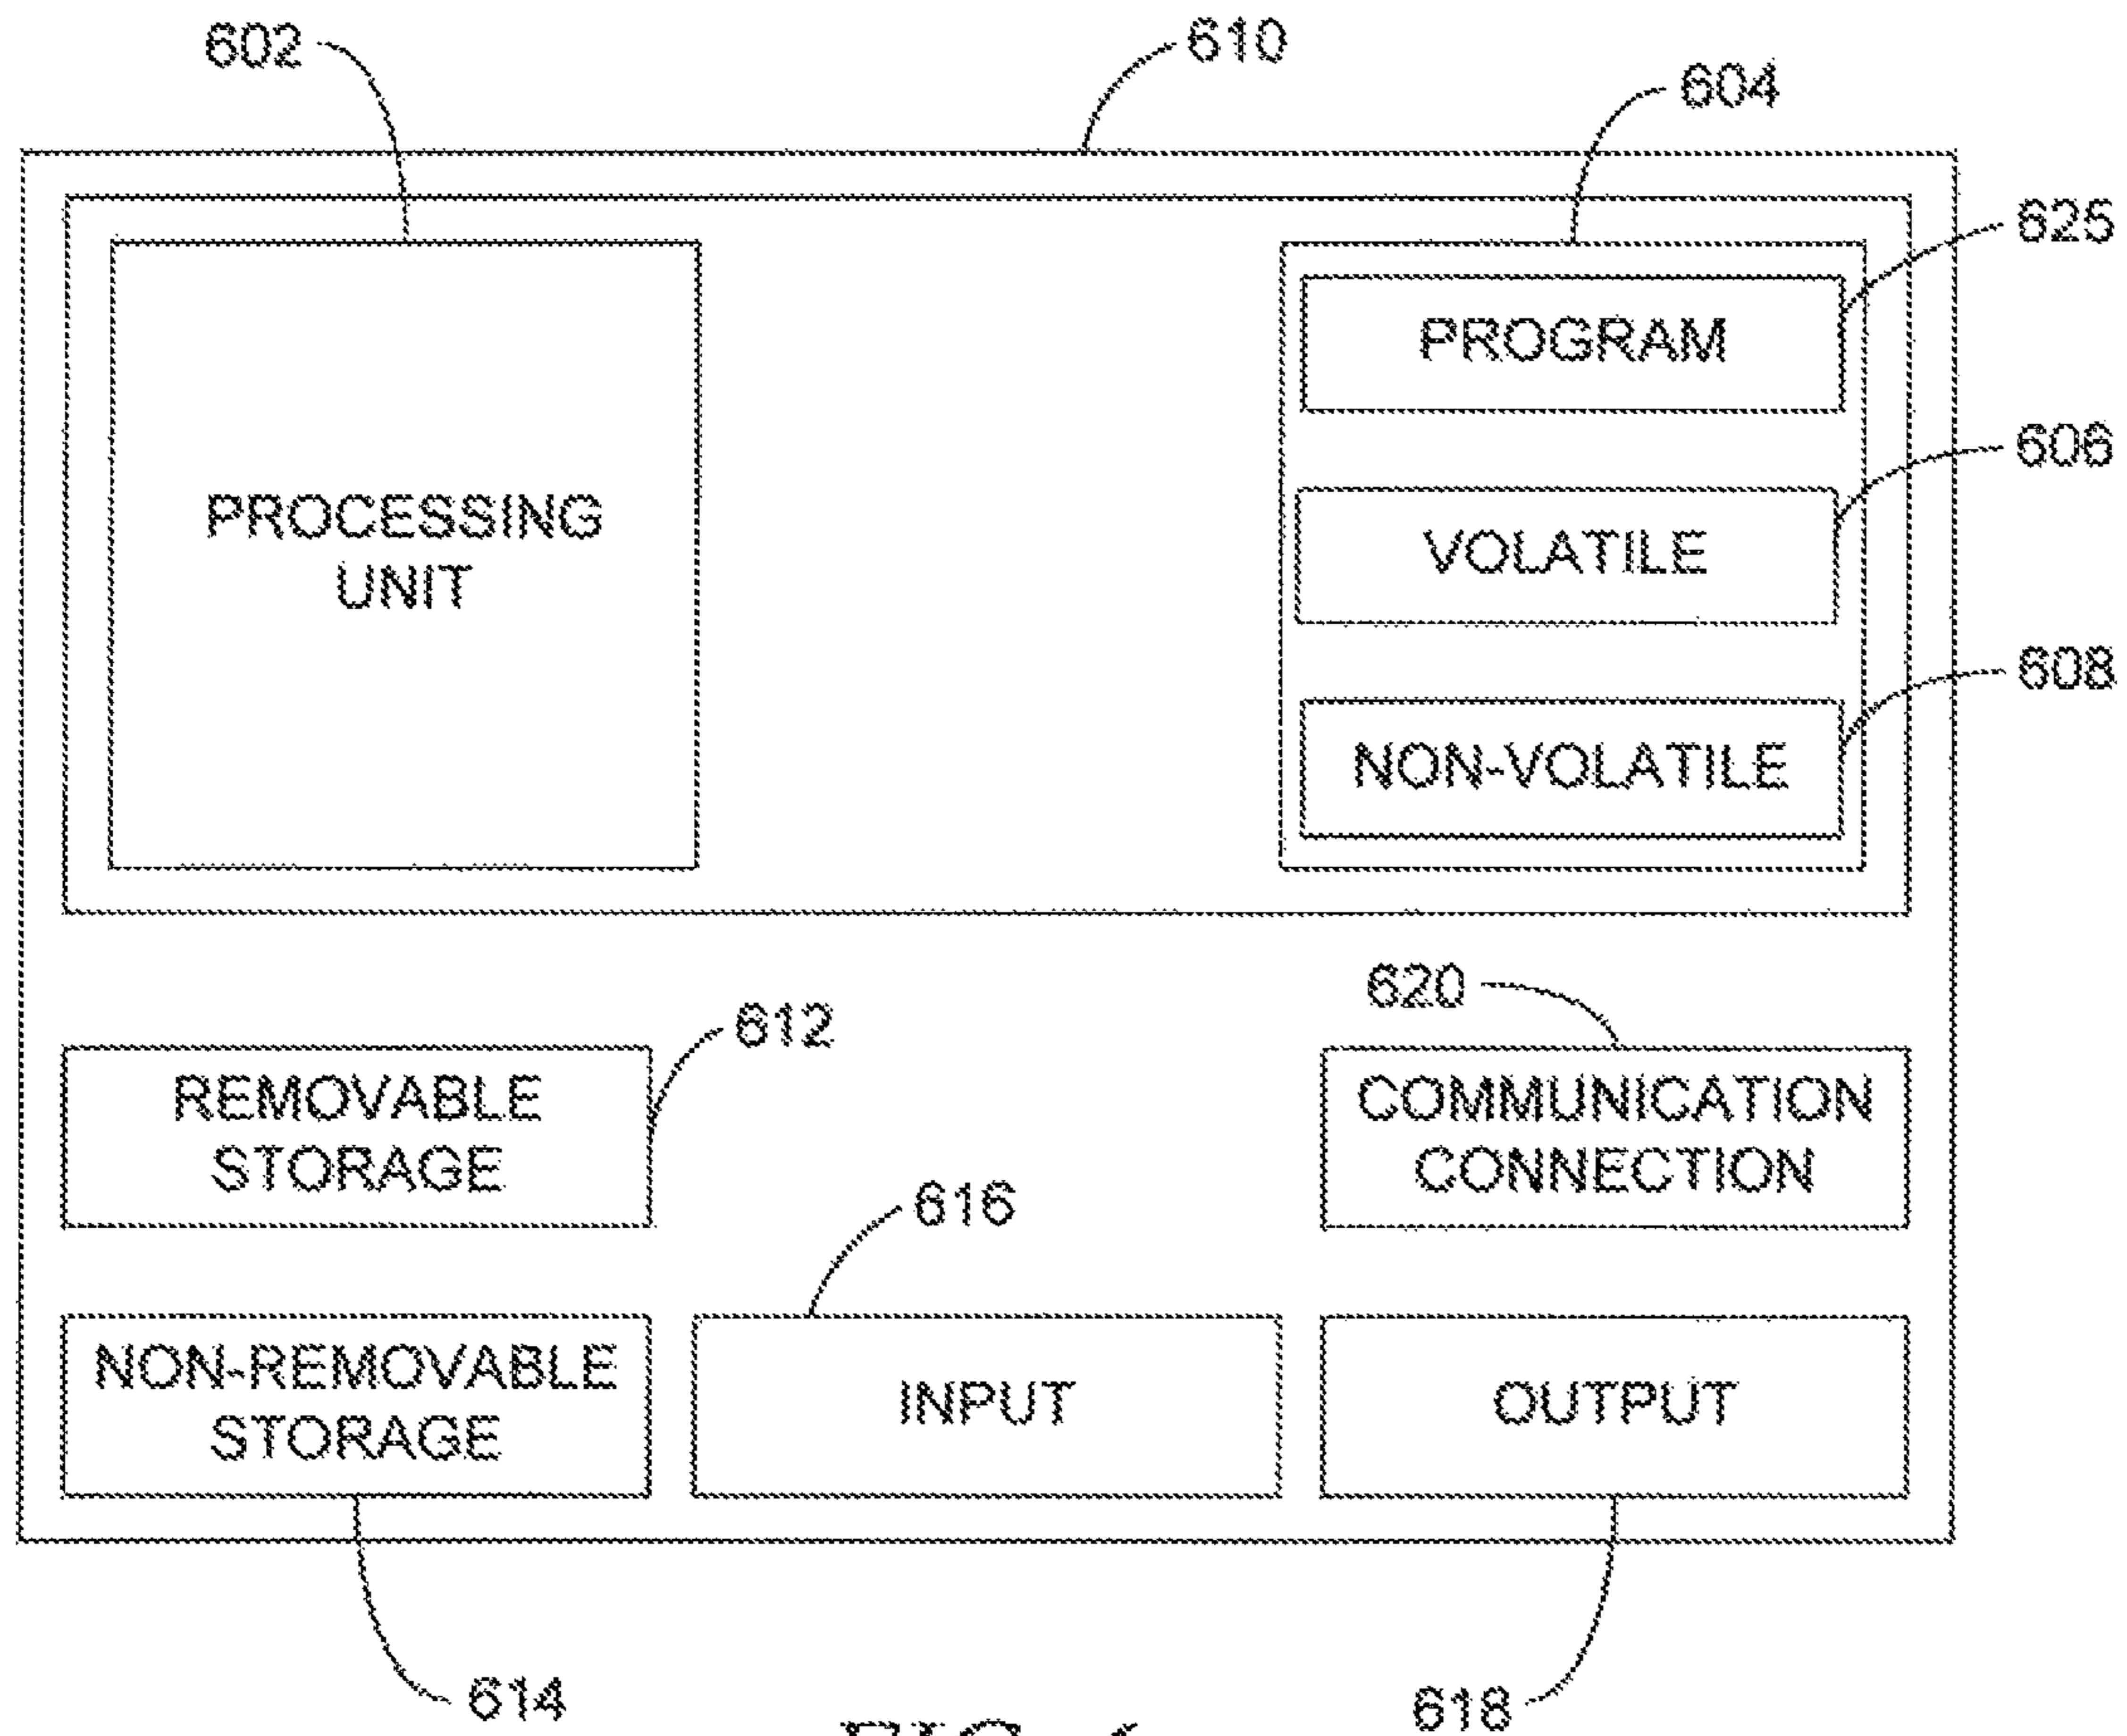 602
610
604
625
PROGRAM
606
PROCESSING
UNIT
VOLATILE
608
NON-VOLATILE
620
612
REMOVABLE
STORAGE
COMMUNICATION
CONNECTION
616
NON-REMOVABLE
STORAGE
INPUT
OUTPUT
614
618